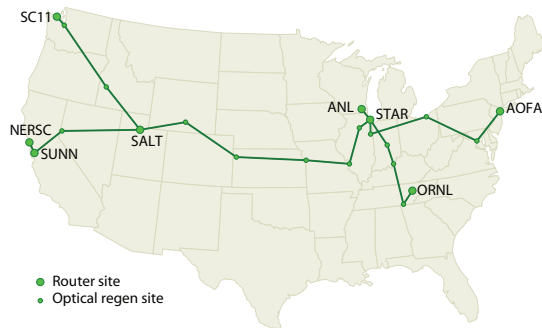 SC11
ANL
STAR
AOFA
NERSC
SUNN
SALT
ORNL
Router site
Optical regen site